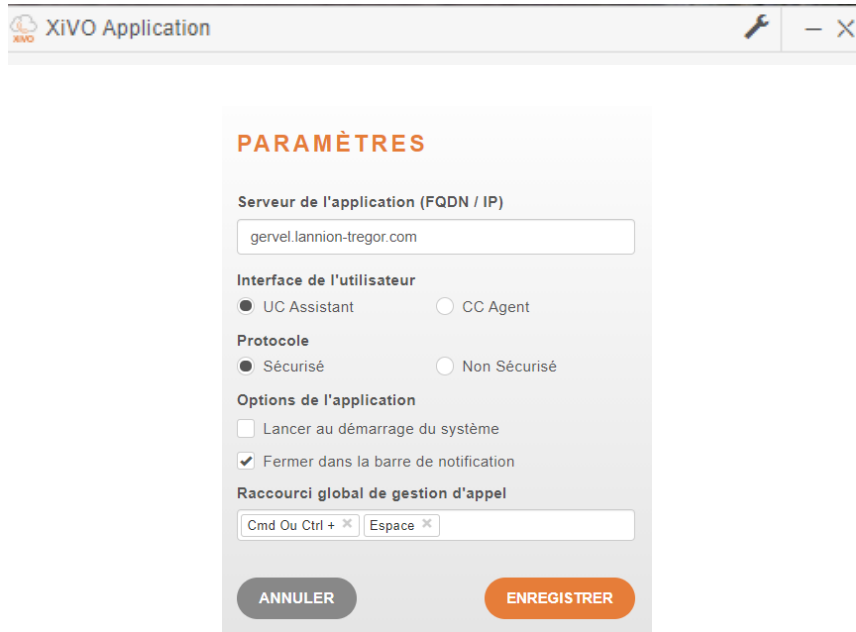 XiVO XiVO Application
PARAMÈTRES
Serveur de l'application (FQDN / IP)
gervel.lannion-tregor.com
Interface de l'utilisateur
UC Assistant CC Agent
Protocole
Sécurisé Non Sécurisé
Options de l'application
Lancer au démarrage du système
Fermer dans la barre de notification
Raccourci global de gestion d'appel
Cmd Ou Ctrl + × Espace ×
ANNULER ENREGISTRER